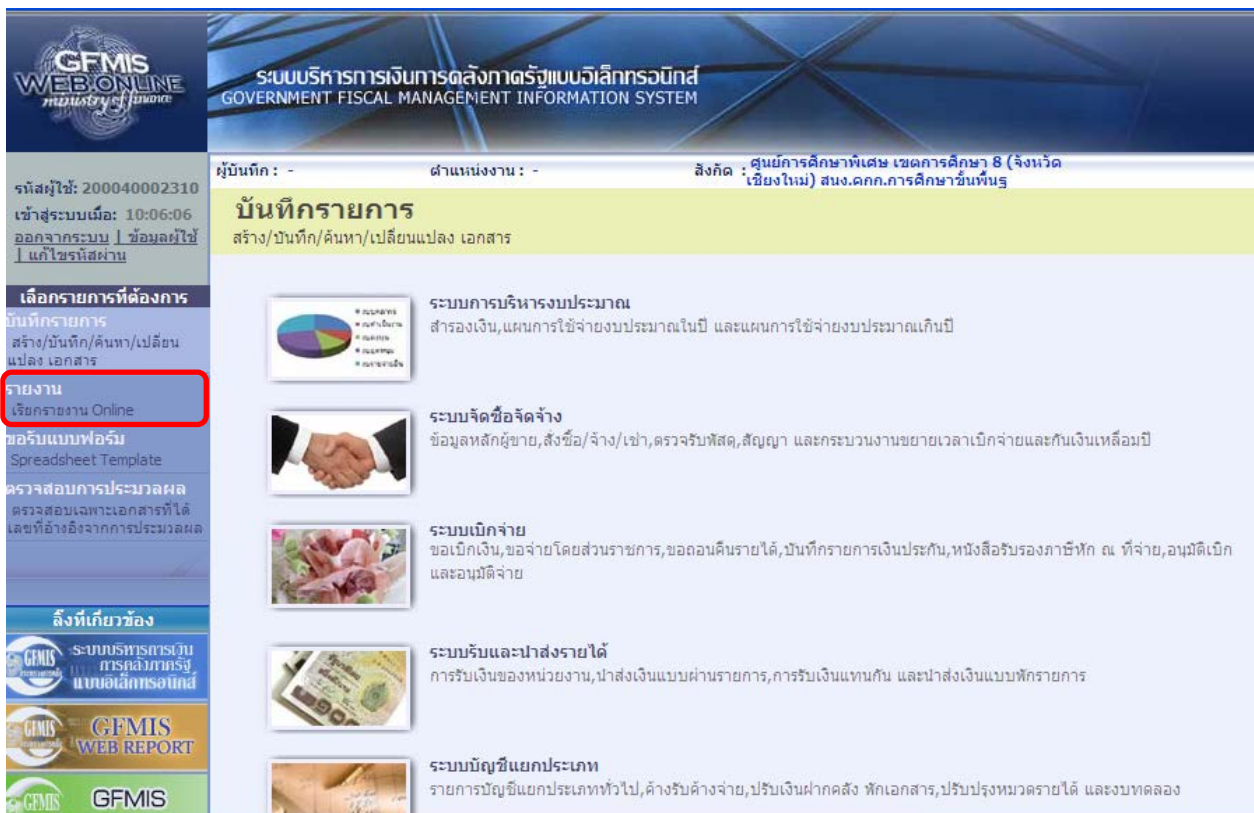 GFMIS
WEB ONLINE
ministry of finance
ระบบบริหารการเงินการคลังภาครัฐแบบอิเล็กทรอนิกส์
GOVERNMENT FISCAL MANAGEMENT INFORMATION SYSTEM
ผู้บันทึก : - ตำแหน่งงาน : - สังกัด : ศูนย์การศึกษาพิเศษ เขตการศึกษา 8 (จังหวัด
เชียงใหม่) สนง.คกก.การศึกษาขั้นพื้นฐ
รหัสผู้ใช้: 200040002310
เข้าสู่ระบบเมื่อ: 10:06:06
ออกจากระบบ | ข้อมูลผู้ใช้
| แก้ไขรหัสผ่าน
บันทึกรายการ
สร้าง/บันทึก/ค้นหา/เปลี่ยนแปลง เอกสาร
เลือกรายการที่ต้องการ
บันทึกรายการ
สร้าง/บันทึก/ค้นหา/เปลี่ยน
แปลง เอกสาร
รายงาน
เรียกรายงาน Online
ขอรับแบบฟอร์ม
Spreadsheet Template
ตรวจสอบการประมวลผล
ตรวจสอบเฉพาะเอกสารที่ได้
เลขที่อ้างอิงจากการประมวลผล
ลิ้งที่เกี่ยวข้อง
GFMIS ระบบบริหารการเงิน
การคลังภาครัฐ
แบบอิเล็กทรอนิกส์
GFMIS GFMIS
WEB REPORT
GFMIS GFMIS
ระบบการบริหารงบประมาณ
สำรองเงิน,แผนการใช้จ่ายงบประมาณในปี และแผนการใช้จ่ายงบประมาณเกินปี
ระบบจัดซื้อจัดจ้าง
ข้อมูลหลักผู้ขาย,สั่งซื้อ/จ้าง/เช่า,ตรวจรับพัสดุ,สัญญา และกระบวนงานขยายเวลาเบิกจ่ายและกันเงินเหลื่อมปี
ระบบเบิกจ่าย
ขอเบิกเงิน,ขอจ่ายโดยส่วนราชการ,ขอถอนคืนรายได้,บันทึกรายการเงินประกัน,หนังสือรับรองภาษีหัก ณ ที่จ่าย,อนุมัติเบิก
และอนุมัติจ่าย
ระบบรับและนำส่งรายได้
การรับเงินของหน่วยงาน,นำส่งเงินแบบผ่านรายการ,การรับเงินแทนกัน และนำส่งเงินแบบพักรายการ
ระบบบัญชีแยกประเภท
รายการบัญชีแยกประเภททั่วไป,ค้างรับค้างจ่าย,ปรับเงินฝากคลัง พักเอกสาร,ปรับปรุงหมวดรายได้ และงบทดลอง